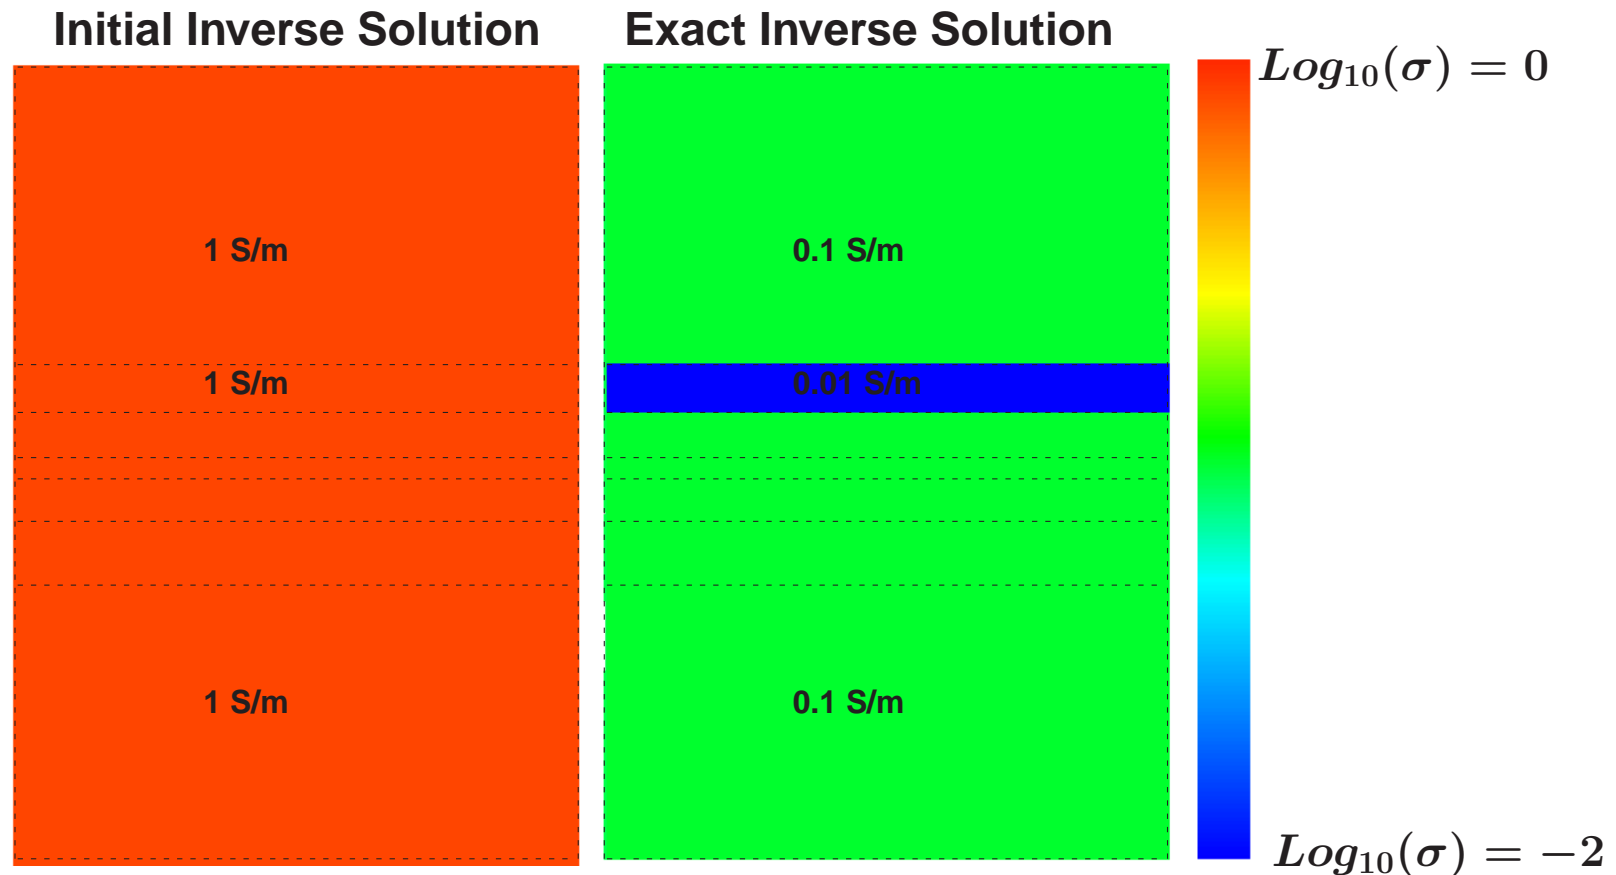 Initial Inverse Solution
Exact Inverse Solution
Log₁₀(σ) = 0
1 S/m
0.1 S/m
1 S/m
0.01 S/m
1 S/m
0.1 S/m
Log₁₀(σ) = −2